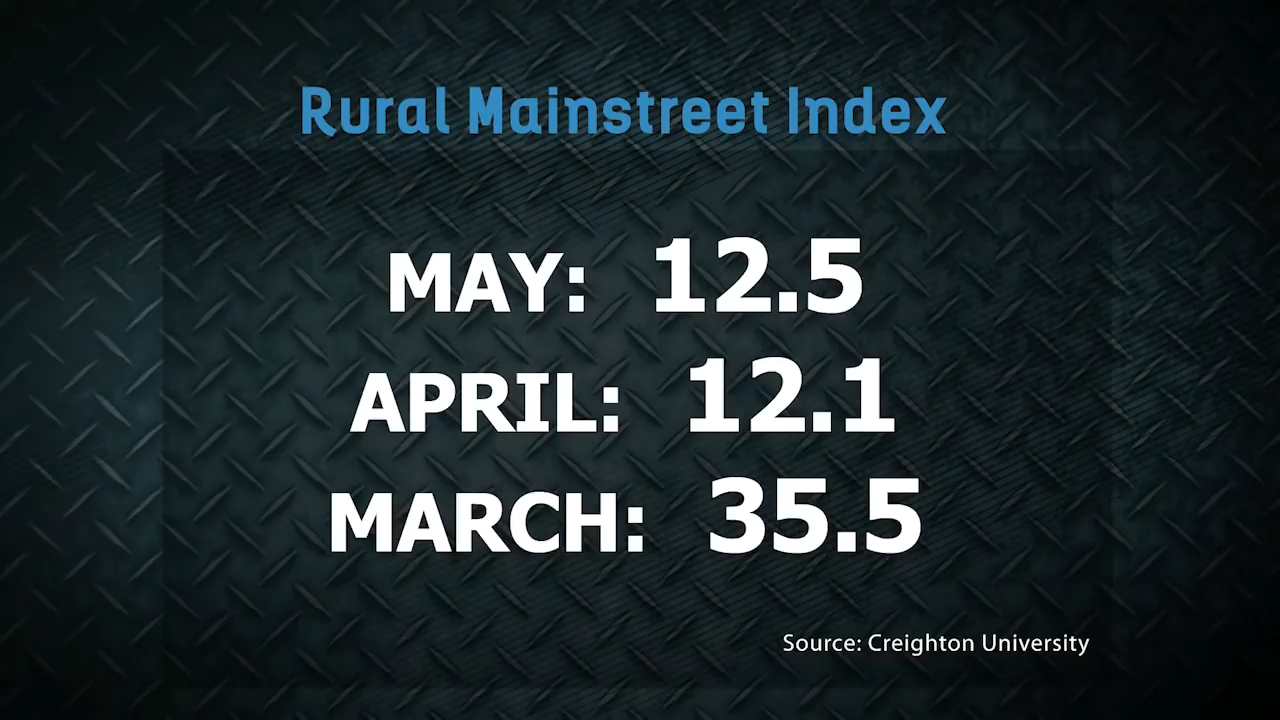 Rural Mainstreet Index
MAY: 12.5
APRIL: 12.1
MARCH: 35.5
Source: Creighton University